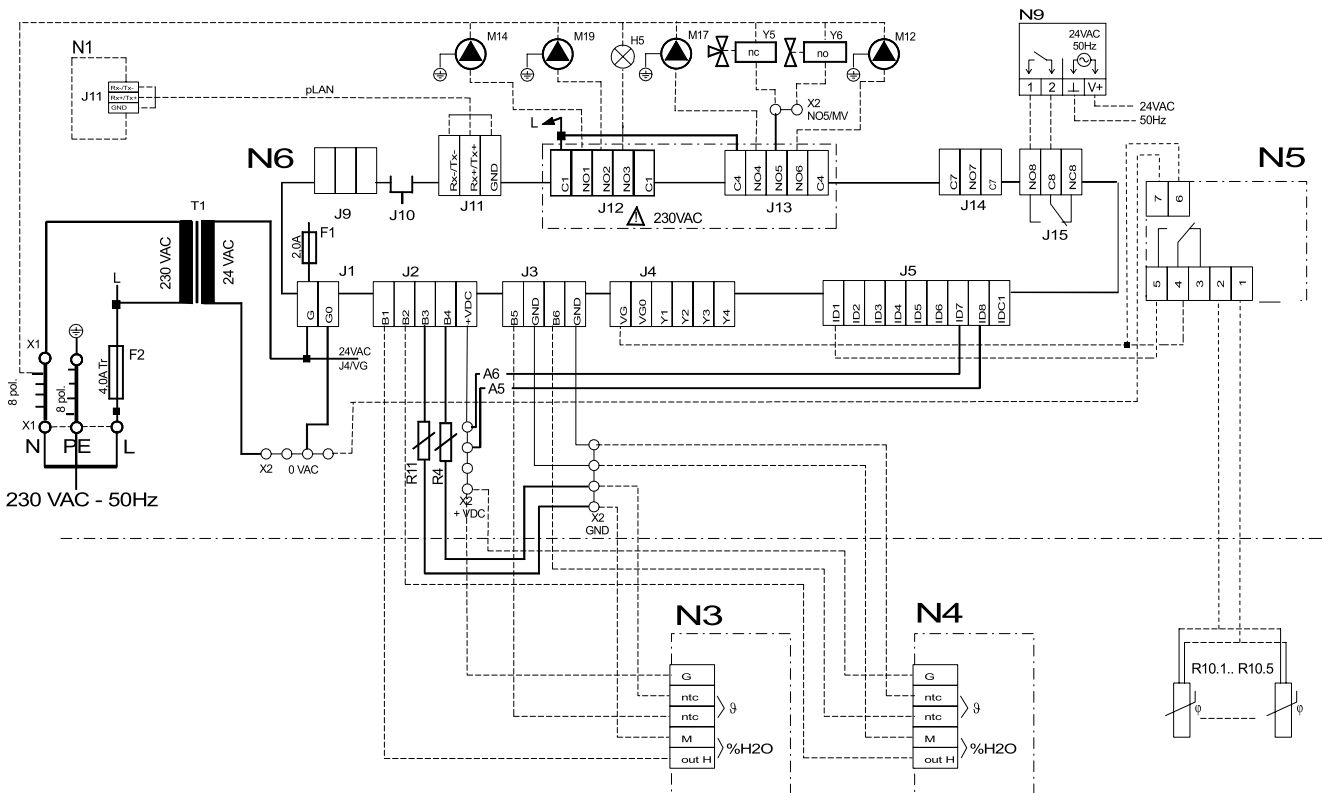 N1
J11
Rx-/Tx-
Rx+/Tx+
GND
pLAN
M14
M19
H5
M17
Y5
nc
Y6
no
M12
N9
24VAC
50Hz
1
2
⊥
V+
24VAC
50Hz
X2
NO5/MV
L
N6
J9
J10
Rx-/Tx-
Rx+/Tx+
GND
J11
C1
NO1
NO2
NO3
C1
J12
230VAC
C4
NO4
NO5
NO6
C4
J13
C7
NO7
C7
J14
NO8
C8
NC8
J15
N5
7
6
5
4
3
2
1
T1
230 VAC
24 VAC
F1
2,0A
J1
G
G0
J2
B1
B2
B3
B4
+VDC
J3
B5
GND
B6
GND
J4
VG
VG0
Y1
Y2
Y3
Y4
J5
ID1
ID2
ID3
ID4
ID5
ID6
ID7
ID8
IDC1
L
F2
4.0A Tr
X1
8 pol.
8 pol.
X1
N
PE
L
230 VAC - 50Hz
24VAC
J4/VG
A6
A5
X2
0 VAC
R11
R4
X2
+ VDC
X2
GND
N3
G
ntc
ntc
M
out H
ϑ
%H2O
N4
G
ntc
ntc
M
out H
ϑ
%H2O
R10.1.. R10.5
φ
φ